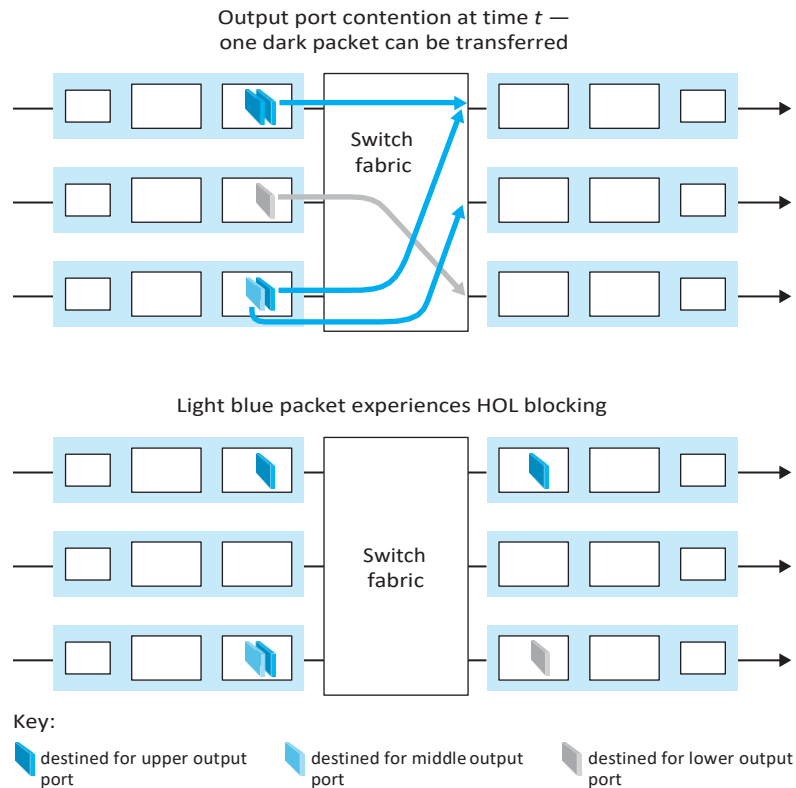 Output port contention at time t —
one dark packet can be transferred
Switch
fabric
Light blue packet experiences HOL blocking
Switch
fabric
Key:
destined for upper output
port
destined for middle output
port
destined for lower output
port